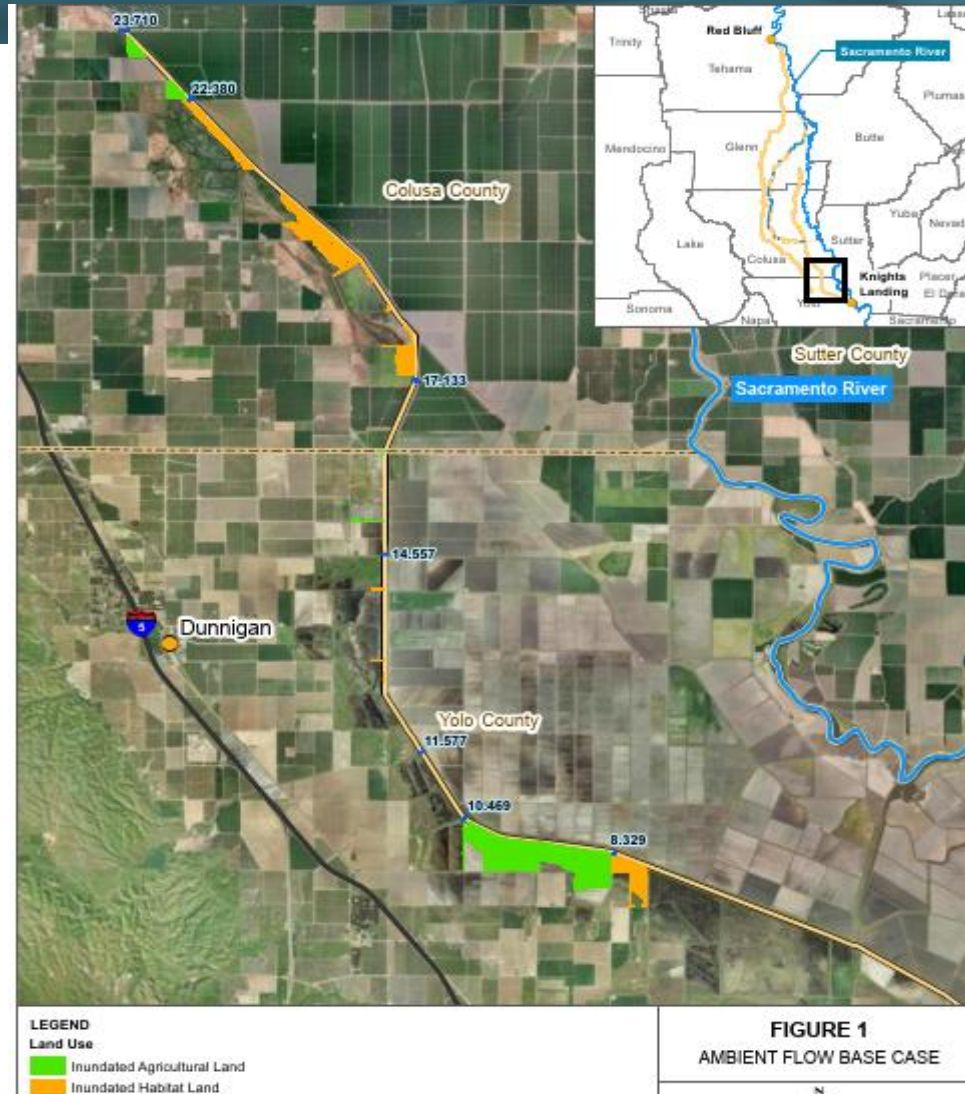 23.710
22.380
Colusa County
17.133
14.557
Dunnigan
5
Yolo County
11.577
10.469
8.329
Sutter County
Sacramento River
Red Bluff
Sacramento River
Trinity
Tehama
Plumas
Mendocino
Glenn
Butte
Lake
Colusa
Sutter
Yuba
Nevad
Knights
Landing
Placer
El Dora
Sonoma
Napa
Yolo
Sacramento
LEGEND
Land Use
Inundated Agricultural Land
Inundated Habitat Land
FIGURE 1
AMBIENT FLOW BASE CASE
N